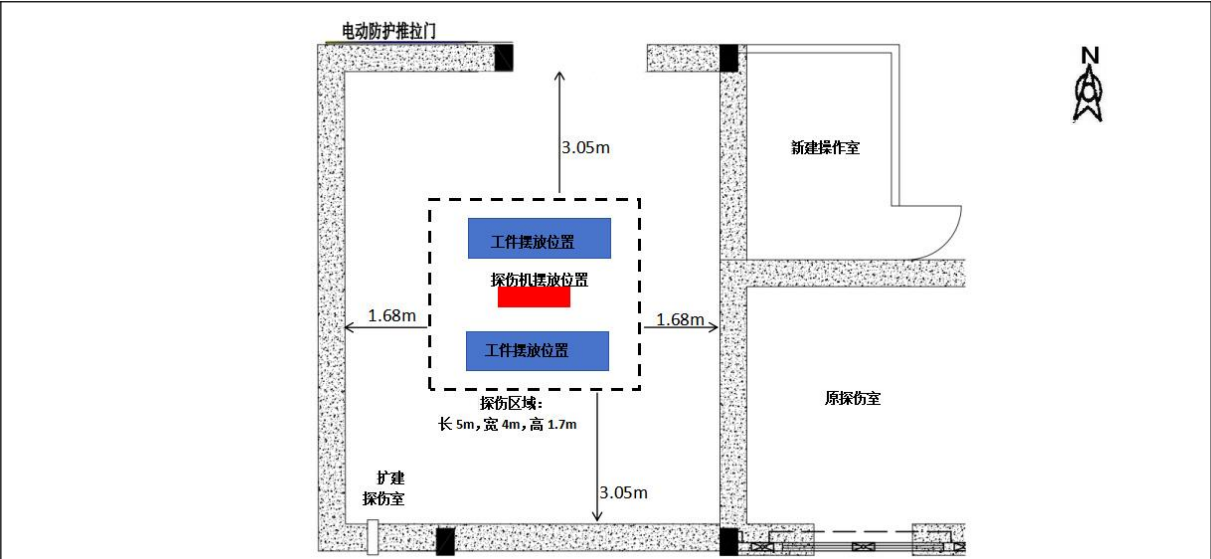 电动防护推拉门
N
3.05m
新建操作室
工件摆放位置
探伤机摆放位置
1.68m
1.68m
工件摆放位置
原探伤室
探伤区域：
长 5m，宽 4m，高 1.7m
扩建
探伤室
3.05m